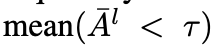 mean(Ā^l < τ)